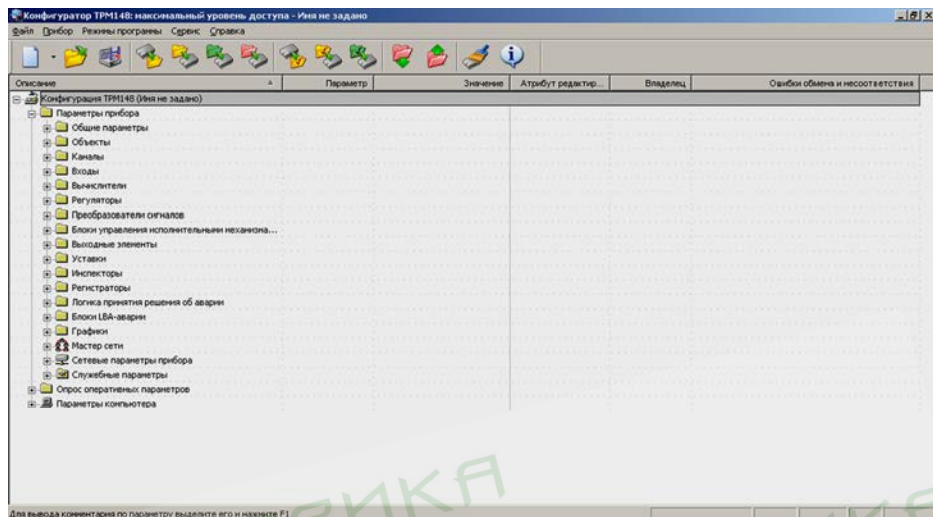 Конфигуратор ТРМ148: максимальный уровень доступа - Имя не задано
Файл Прибор Режимы программы Сервис Справка
Описание Параметр Значение Атрибут редактир... Владелец Ошибки обмена и несоответствия
Конфигурация ТРМ148 (Имя не задано)
Параметры прибора
Общие параметры
Объекты
Каналы
Входы
Вычислители
Регуляторы
Преобразователи сигналов
Блоки управления исполнительными механизма...
Выходные элементы
Уставки
Инспекторы
Регистраторы
Логика принятия решения об аварии
Блоки LBA-аварии
Графики
Мастер сети
Сетевые параметры прибора
Служебные параметры
Опрос оперативных параметров
Параметры компьютера
Для вывода комментария по параметру выделите его и нажмите F1